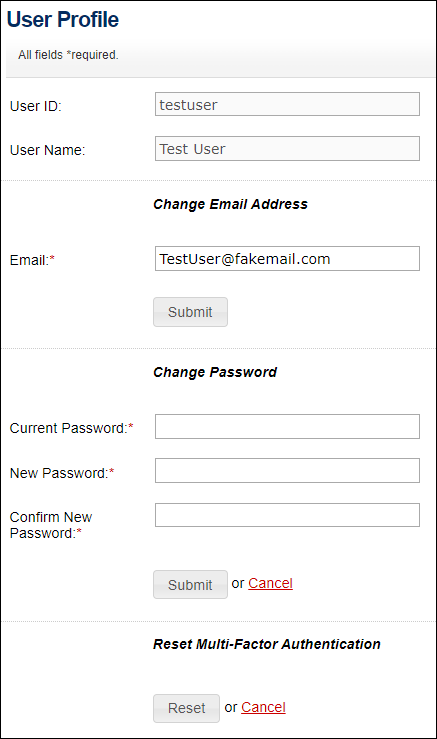 User Profile
All fields *required.
User ID: testuser
User Name: Test User
Change Email Address
Email:* TestUser@fakemail.com
Submit
Change Password
Current Password:*
New Password:*
Confirm New
Password:*
Submit or Cancel
Reset Multi-Factor Authentication
Reset or Cancel